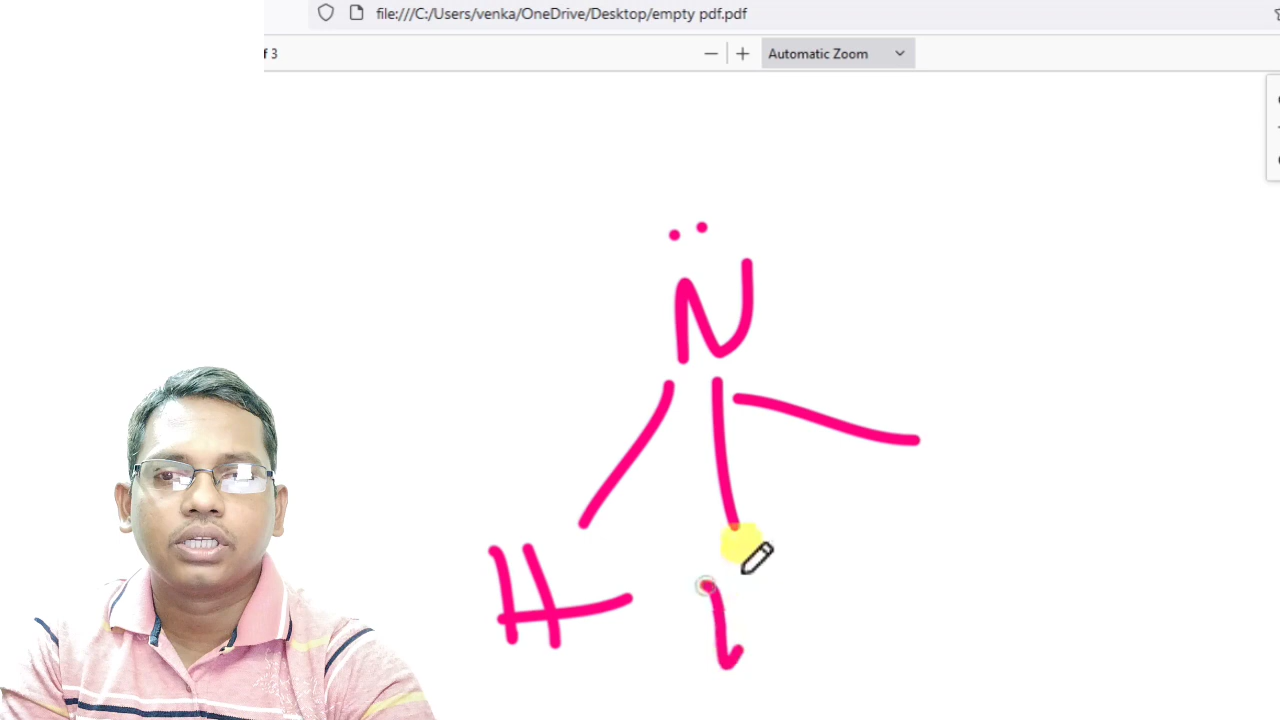 file:///C:/Users/venka/OneDrive/Desktop/empty pdf.pdf
f 3
Automatic Zoom
N
H